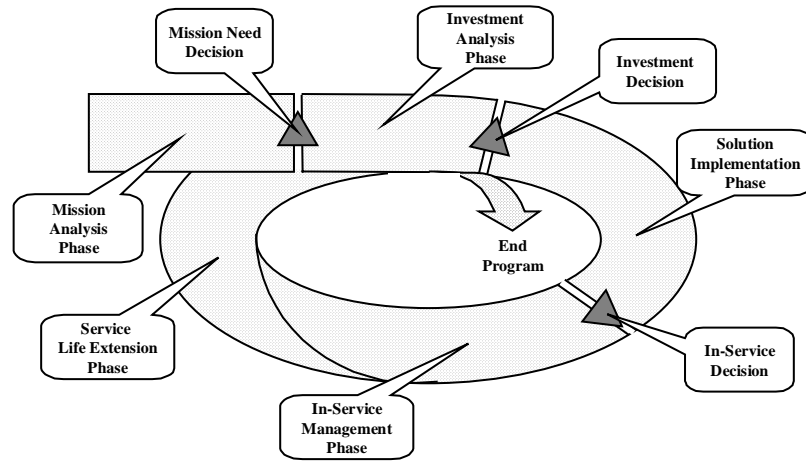 Mission Need
Decision
Investment
Analysis
Phase
Investment
Decision
Solution
Implementation
Phase
Mission
Analysis
Phase
End
Program
Service
Life Extension
Phase
In-Service
Decision
In-Service
Management
Phase